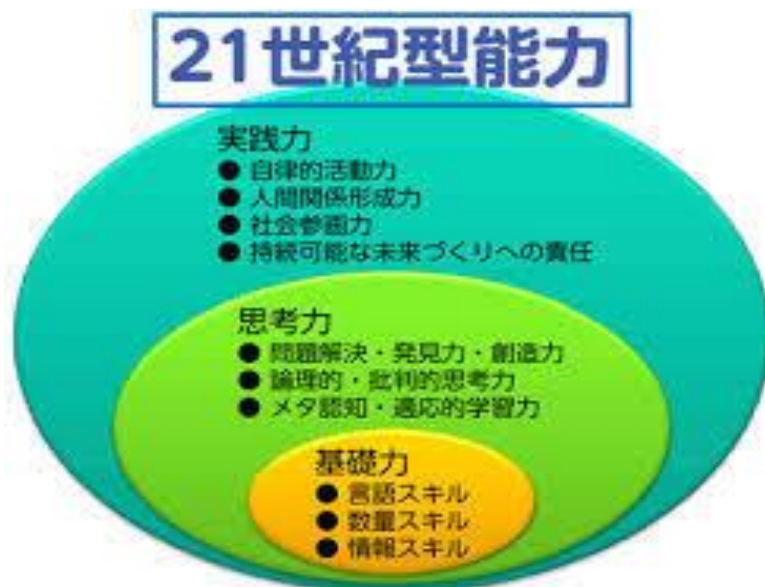 21世紀型能力
実践力
● 自律的活動力
● 人間関係形成力
● 社会参画力
● 持続可能な未来づくりへの責任
思考力
● 問題解決・発見力・創造力
● 論理的・批判的思考力
● メタ認知・適応的学習力
基礎力
● 言語スキル
● 数量スキル
● 情報スキル